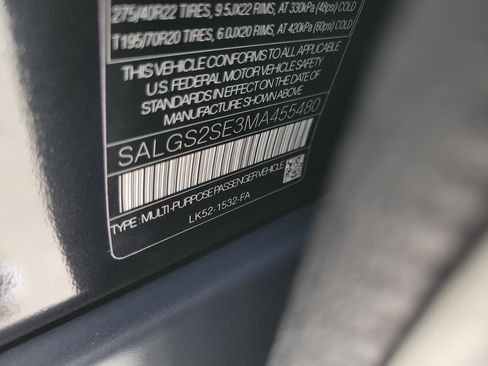 275/40R22 TIRES, 9.5JX22 RIMS, AT 330kPa (48psi) COLD
T195/70R20 TIRES, 6.0JX20 RIMS, AT 420kPa (60psi) COLD
THIS VEHICLE CONFORMS TO ALL APPLICABLE
U.S. FEDERAL MOTOR VEHICLE SAFETY
STANDARDS IN EFFECT ON THE DATE OF
MANUFACTURE SHOWN ABOVE
SALGS2SE3MA455480
TYPE: MULTI-PURPOSE PASSENGER VEHICLE
LK52-1532-FA